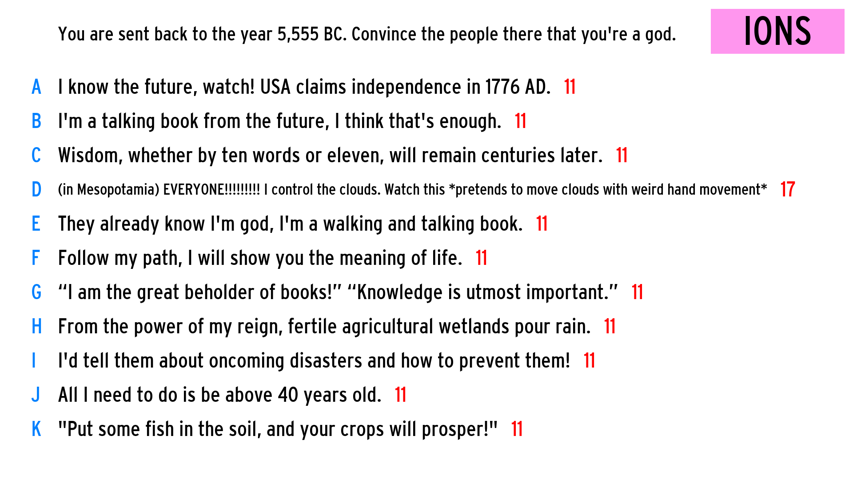 You are sent back to the year 5,555 BC. Convince the people there that you're a god. IONS
A I know the future, watch! USA claims independence in 1776 AD. 11
B I'm a talking book from the future, I think that's enough. 11
C Wisdom, whether by ten words or eleven, will remain centuries later. 11
D (in Mesopotamia) EVERYONE!!!!!!!!! I control the clouds. Watch this *pretends to move clouds with weird hand movement* 17
E They already know I'm god, I'm a walking and talking book. 11
F Follow my path, I will show you the meaning of life. 11
G “I am the great beholder of books!” “Knowledge is utmost important.” 11
H From the power of my reign, fertile agricultural wetlands pour rain. 11
I I'd tell them about oncoming disasters and how to prevent them! 11
J All I need to do is be above 40 years old. 11
K "Put some fish in the soil, and your crops will prosper!" 11